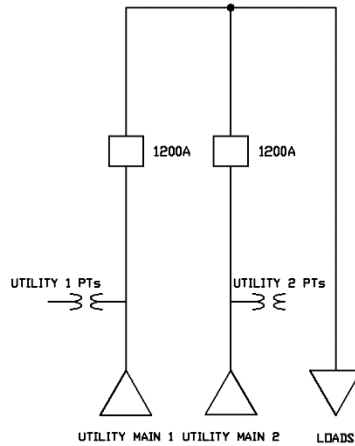 1200A 1200A
UTILITY 1 PTs UTILITY 2 PTs
UTILITY MAIN 1 UTILITY MAIN 2 LOADS